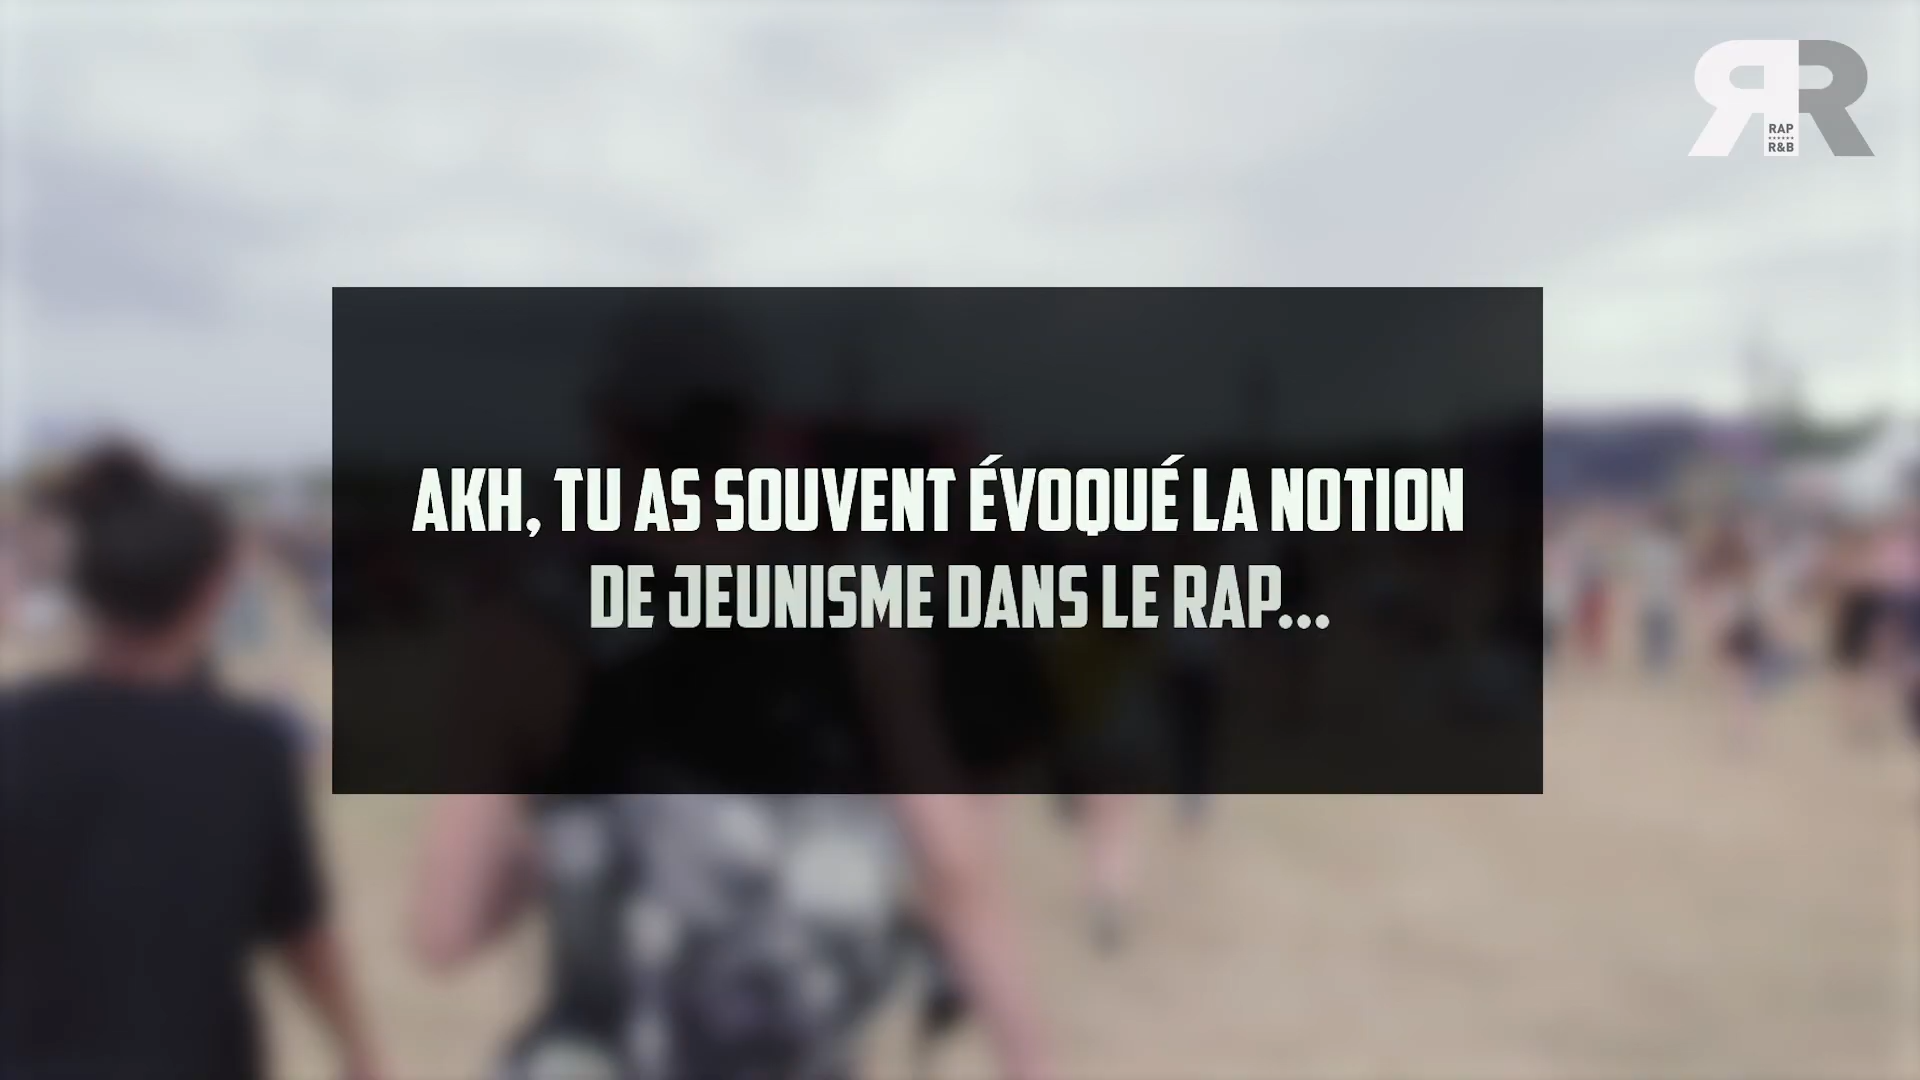 RAP
R&B
AKH, TU AS SOUVENT ÉVOQUÉ LA NOTION
DE JEUNISME DANS LE RAP...